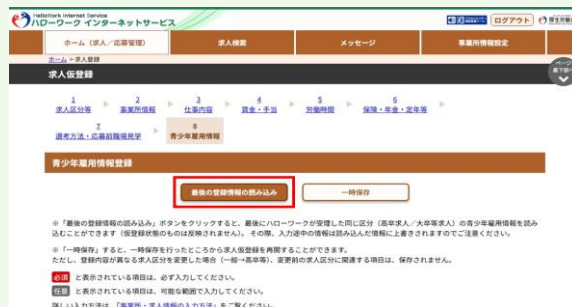 HelloWork Internet Service
ハローワーク インターネットサービス
ログアウト
ホーム（求人／応募管理）
求人検索
メッセージ
事業所情報設定
ホーム > 求人登録
求人仮登録
ページ
1
求人区分等
2
事業所情報
3
仕事内容
4
賃金・手当
5
労働時間
6
保険・年金・定年等
7
選考方法・応募前職場見学
8
青少年雇用情報
青少年雇用情報登録
最後の登録情報の読み込み
一時保存
※「最後の登録情報の読み込み」ボタンをクリックすると、最後にハローワークが受理した同じ区分（高卒求人／大卒等求人）の青少年雇用情報を読み
込むことができます（仮登録状態のものは反映されません）。その際、入力途中の情報は読み込んだ情報に上書きされますのでご注意ください。
※「一時保存」すると、一時保存を行ったところから求人仮登録を再開することができます。
ただし、登録内容が異なる求人区分を変更した場合（一般→高卒等）、変更前の求人区分に関連する項目は、保存されません。
必須 と表示されている項目は、必ず入力してください。
任意 と表示されている項目は、可能な範囲で入力してください。
詳しい入力方法は、「事業所・求人情報の入力方法」をご覧ください。